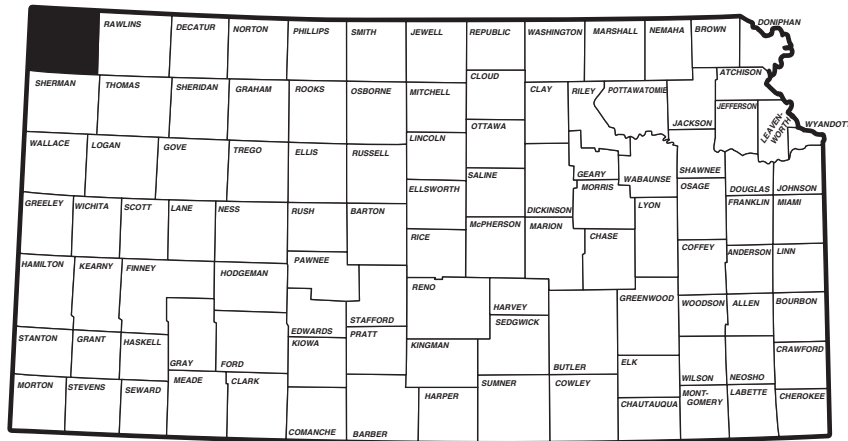 RAWLINS DECATUR NORTON PHILLIPS SMITH JEWELL REPUBLIC WASHINGTON MARSHALL NEMAHA BROWN DONIPHAN
SHERMAN THOMAS SHERIDAN GRAHAM ROOKS OSBORNE MITCHELL CLOUD CLAY RILEY POTTAWATOMIE JACKSON ATCHISON
JEFFERSON
LEAVEN-
WORTH
WYANDOTT
WALLACE LOGAN GOVE TREGO ELLIS RUSSELL LINCOLN OTTAWA
ELLSWORTH SALINE DICKINSON GEARY MORRIS WABAUNSE SHAWNEE OSAGE DOUGLAS JOHNSON
GREELEY WICHITA SCOTT LANE NESS RUSH BARTON RICE McPHERSON MARION CHASE LYON FRANKLIN MIAMI
HAMILTON KEARNY FINNEY HODGEMAN PAWNEE RENO HARVEY COFFEY ANDERSON LINN
STAFFORD SEDGWICK GREENWOOD WOODSON ALLEN BOURBON
STANTON GRANT HASKELL GRAY FORD EDWARDS
KIOWA PRATT KINGMAN BUTLER ELK WILSON NEOSHO CRAWFORD
MORTON STEVENS SEWARD MEADE CLARK COMANCHE BARBER HARPER SUMNER COWLEY CHAUTAUQUA
MONT-
GOMERY
LABETTE CHEROKEE